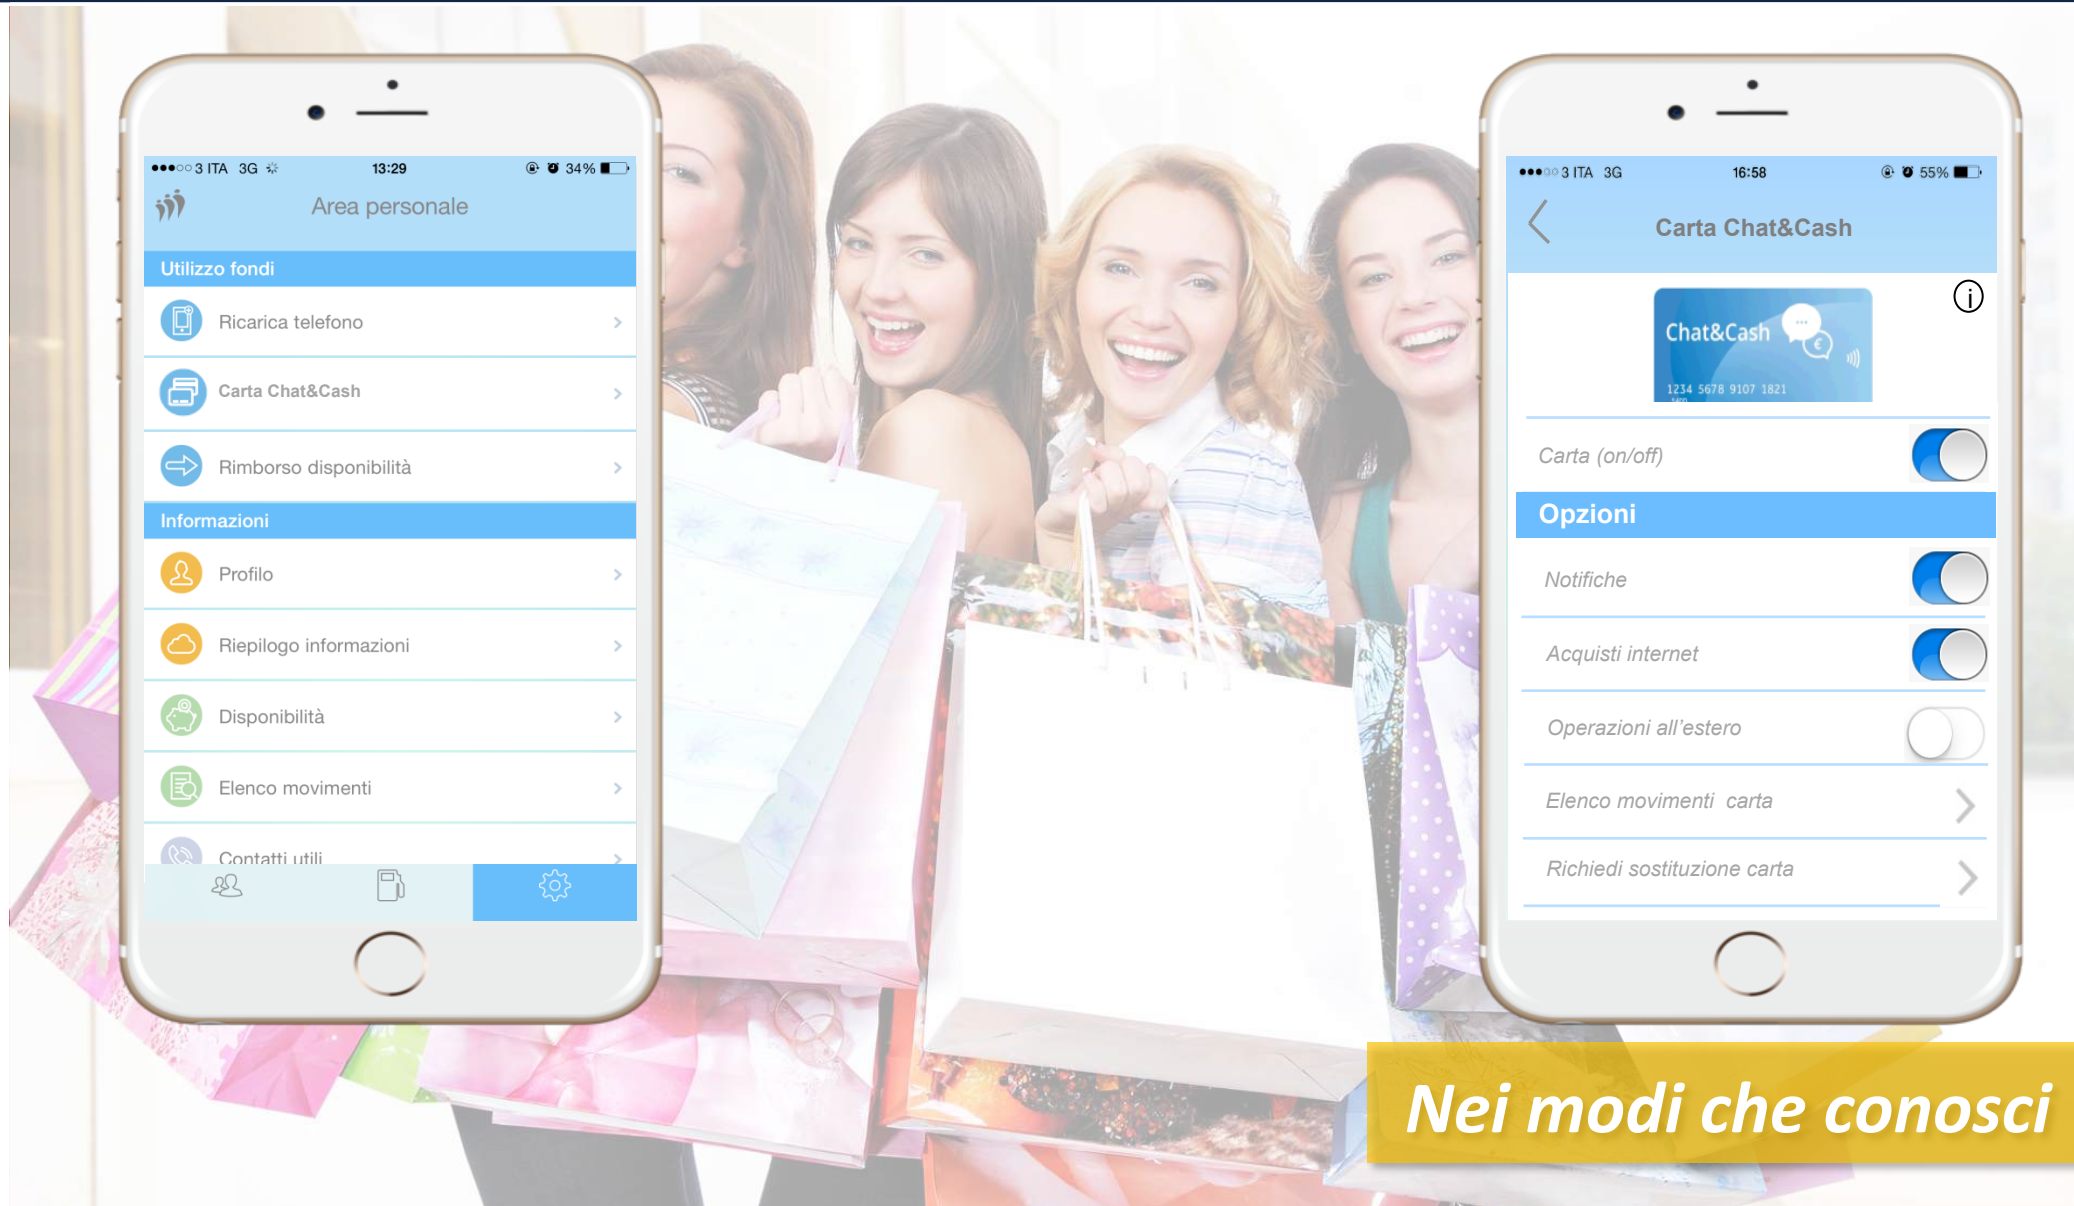 3 ITA 3G 13:29 34%
Area personale
Utilizzo fondi
Ricarica telefono
Carta Chat&Cash
Rimborso disponibilità
Informazioni
Profilo
Riepilogo informazioni
Disponibilità
Elenco movimenti
Contatti utili
3 ITA 3G 16:58 55%
Carta Chat&Cash
i
Chat&Cash
€
1234 5678 9107 1821
Carta (on/off)
Opzioni
Notifiche
Acquisti internet
Operazioni all'estero
Elenco movimenti carta
Richiedi sostituzione carta
Nei modi che conosci